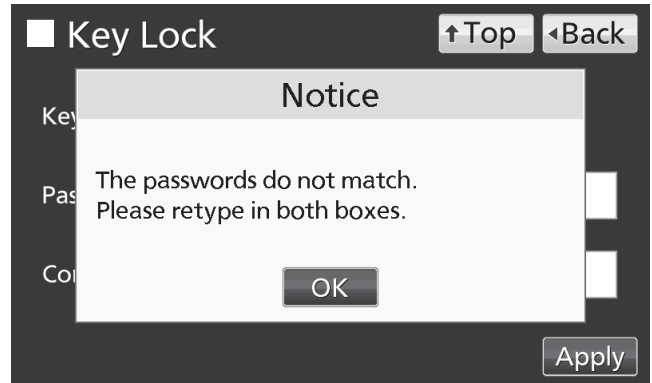 Key Lock
Top
Back
Notice
The passwords do not match.
Please retype in both boxes.
OK
Apply